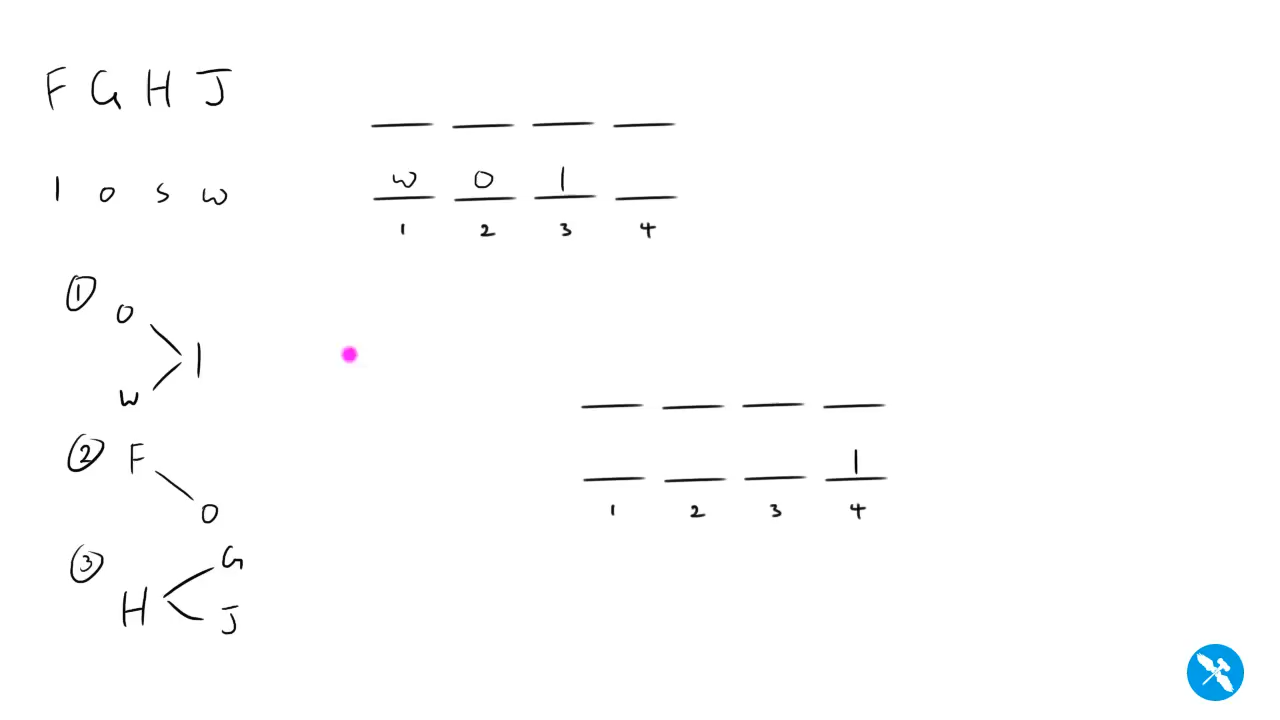 F G H J
l o s w
w o l
1 2 3 4
① o
l
w
② F
o
l
1 2 3 4
③ G
H
J